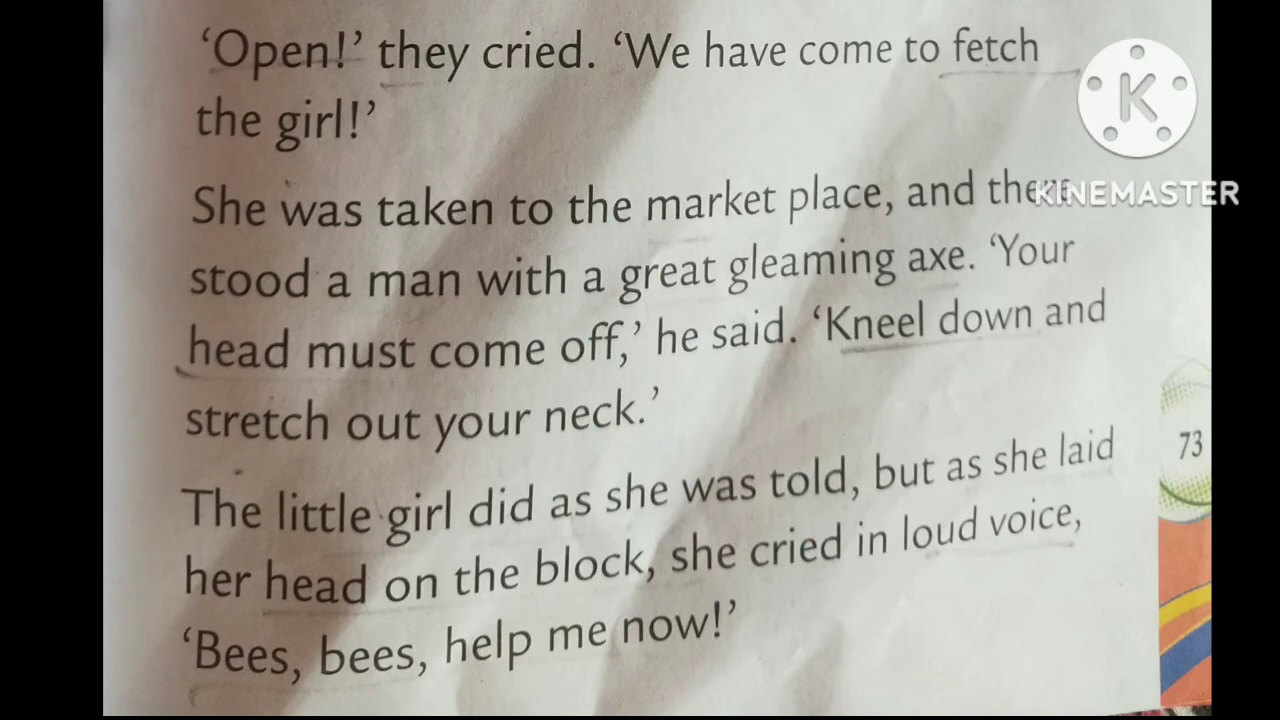 ‘Open!’ they cried. ‘We have come to fetch
the girl!’
She was taken to the market place, and there
stood a man with a great gleaming axe. ‘Your
head must come off,’ he said. ‘Kneel down and
stretch out your neck.’
The little girl did as she was told, but as she laid
her head on the block, she cried in loud voice,
‘Bees, bees, help me now!’
73
K
KINEMASTER